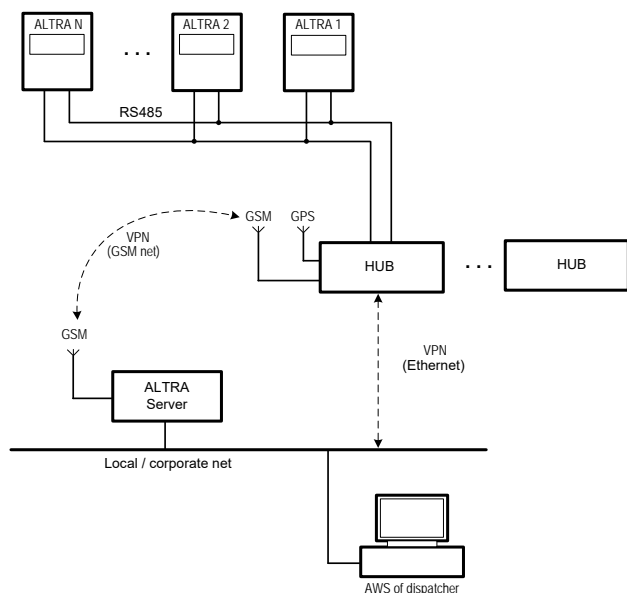 ALTRA N
ALTRA 2
ALTRA 1
. . .
RS485
GSM
GPS
VPN
(GSM net)
HUB
. . .
HUB
GSM
VPN
(Ethernet)
ALTRA
Server
Local / corporate net
AWS of dispatcher